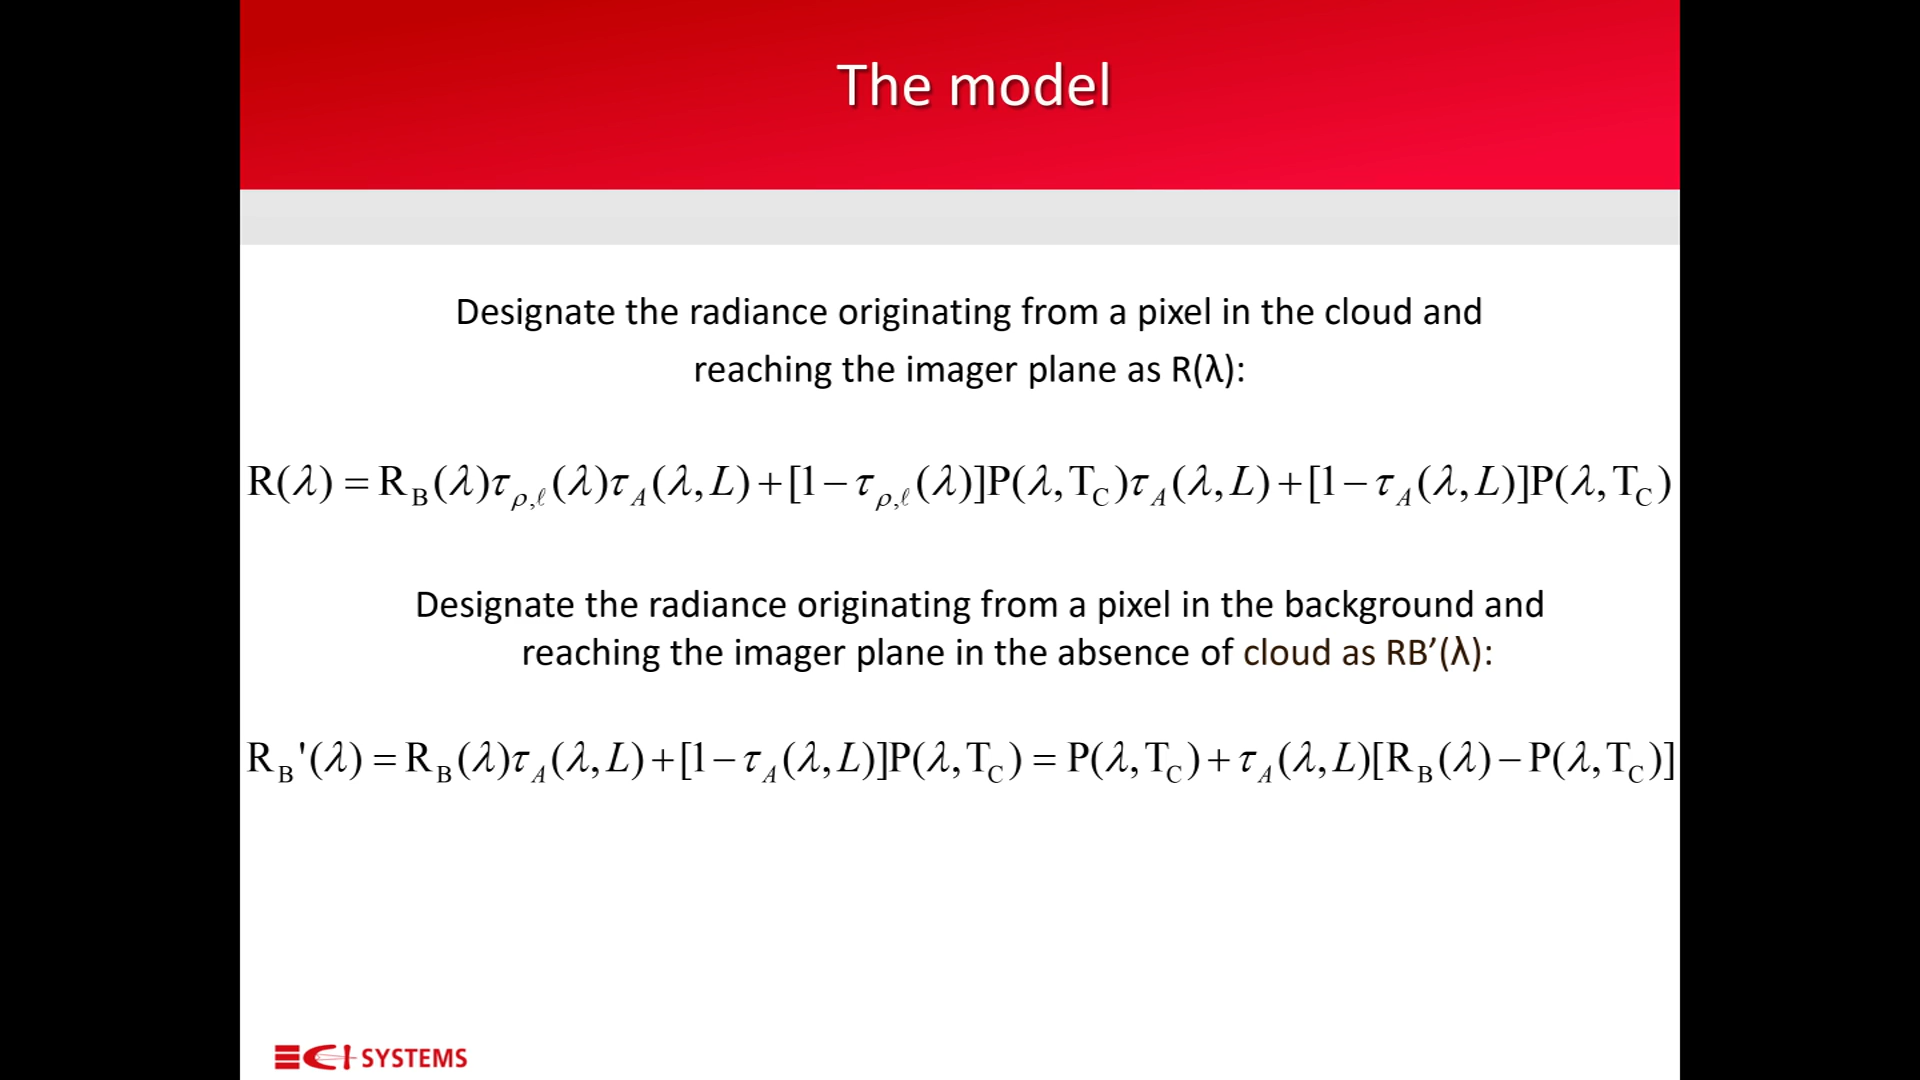 The model
Designate the radiance originating from a pixel in the cloud and
reaching the imager plane as R(λ):
R(λ) = R_B(λ)τ_{ρ,ℓ}(λ)τ_A(λ,L)+[1−τ_{ρ,ℓ}(λ)]P(λ,T_C)τ_A(λ,L)+[1−τ_A(λ,L)]P(λ,T_C)
Designate the radiance originating from a pixel in the background and
reaching the imager plane in the absence of cloud as RB’(λ):
R_B'(λ) = R_B(λ)τ_A(λ,L)+[1−τ_A(λ,L)]P(λ,T_C) = P(λ,T_C)+τ_A(λ,L)[R_B(λ)−P(λ,T_C)]
CI SYSTEMS